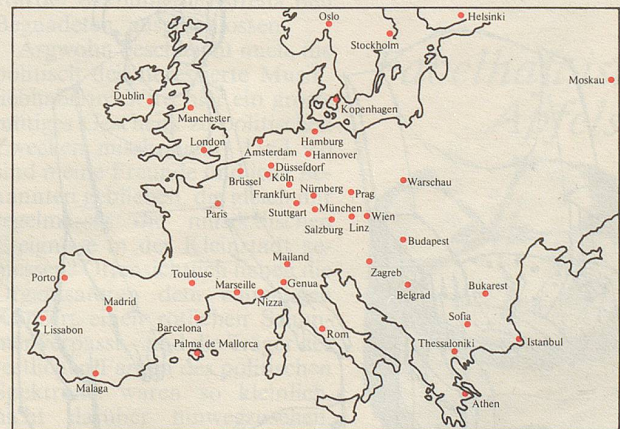 Oslo
Helsinki
Stockholm
Moskau
Dublin
Manchester
Kopenhagen
London
Hamburg
Amsterdam
Hannover
Brüssel
Düsseldorf
Köln
Frankfurt
Nürnberg
Prag
Warschau
Paris
Stuttgart
München
Wien
Salzburg
Linz
Budapest
Mailand
Zagreb
Porto
Toulouse
Marseille
Genua
Nizza
Belgrad
Bukarest
Madrid
Lissabon
Barcelona
Rom
Sofia
Palma de Mallorca
Thessaloniki
Istanbul
Malaga
Athen